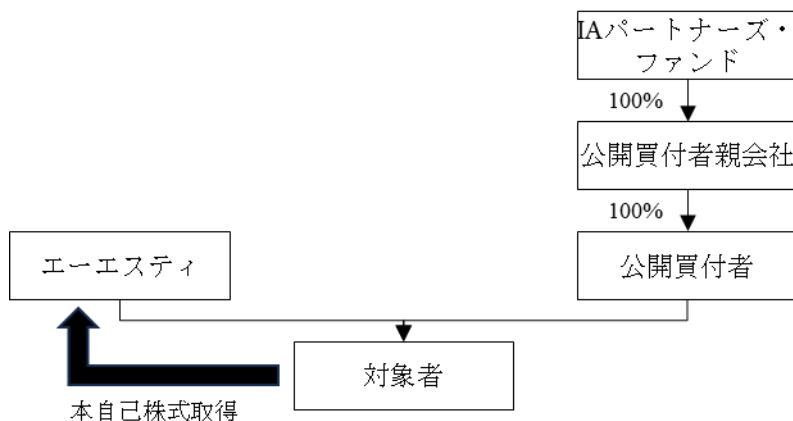 IAパートナーズ・
ファンド
100%
公開買付者親会社
100%
エーエスティ
公開買付者
対象者
本自己株式取得